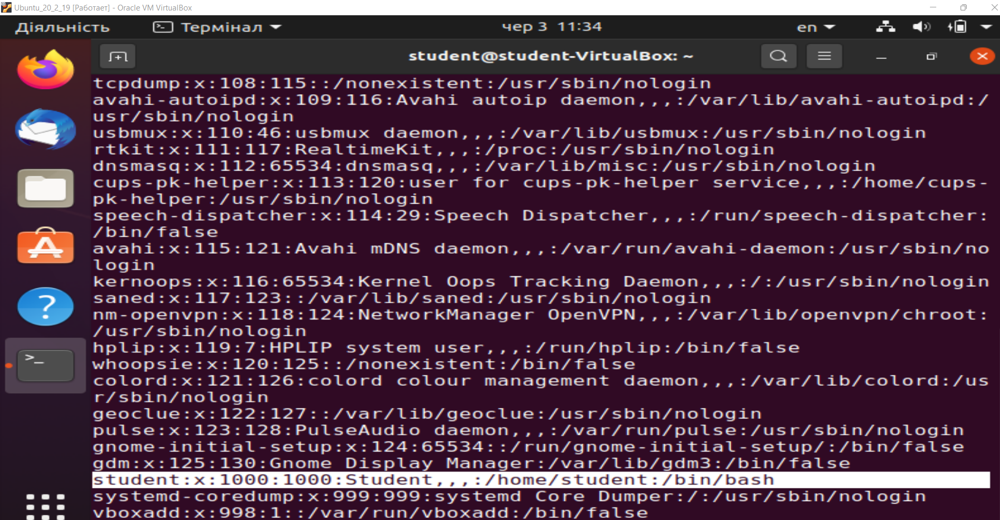 Ubuntu_20_2_19 [Работает] - Oracle VM VirtualBox
Діяльність Термінал чер 3 11:34 en
student@student-VirtualBox: ~
tcpdump:x:108:115::/nonexistent:/usr/sbin/nologin
avahi-autoipd:x:109:116:Avahi autoip daemon,,,:/var/lib/avahi-autoipd:/
usr/sbin/nologin
usbmux:x:110:46:usbmux daemon,,,:/var/lib/usbmux:/usr/sbin/nologin
rtkit:x:111:117:RealtimeKit,,,:/proc:/usr/sbin/nologin
dnsmasq:x:112:65534:dnsmasq,,,:/var/lib/misc:/usr/sbin/nologin
cups-pk-helper:x:113:120:user for cups-pk-helper service,,,:/home/cups-
pk-helper:/usr/sbin/nologin
speech-dispatcher:x:114:29:Speech Dispatcher,,,:/run/speech-dispatcher:
/bin/false
avahi:x:115:121:Avahi mDNS daemon,,,:/var/run/avahi-daemon:/usr/sbin/no
login
kernoops:x:116:65534:Kernel Oops Tracking Daemon,,,:/:/usr/sbin/nologin
saned:x:117:123::/var/lib/saned:/usr/sbin/nologin
nm-openvpn:x:118:124:NetworkManager OpenVPN,,,:/var/lib/openvpn/chroot:
/usr/sbin/nologin
hplip:x:119:7:HPLIP system user,,,:/run/hplip:/bin/false
whoopsie:x:120:125::/nonexistent:/bin/false
colord:x:121:126:colord colour management daemon,,,:/var/lib/colord:/us
r/sbin/nologin
geoclue:x:122:127::/var/lib/geoclue:/usr/sbin/nologin
pulse:x:123:128:PulseAudio daemon,,,:/var/run/pulse:/usr/sbin/nologin
gnome-initial-setup:x:124:65534::/run/gnome-initial-setup/:/bin/false
gdm:x:125:130:Gnome Display Manager:/var/lib/gdm3:/bin/false
student:x:1000:1000:Student,,,:/home/student:/bin/bash
systemd-coredump:x:999:999:systemd Core Dumper:/:/usr/sbin/nologin
vboxadd:x:998:1::/var/run/vboxadd:/bin/false